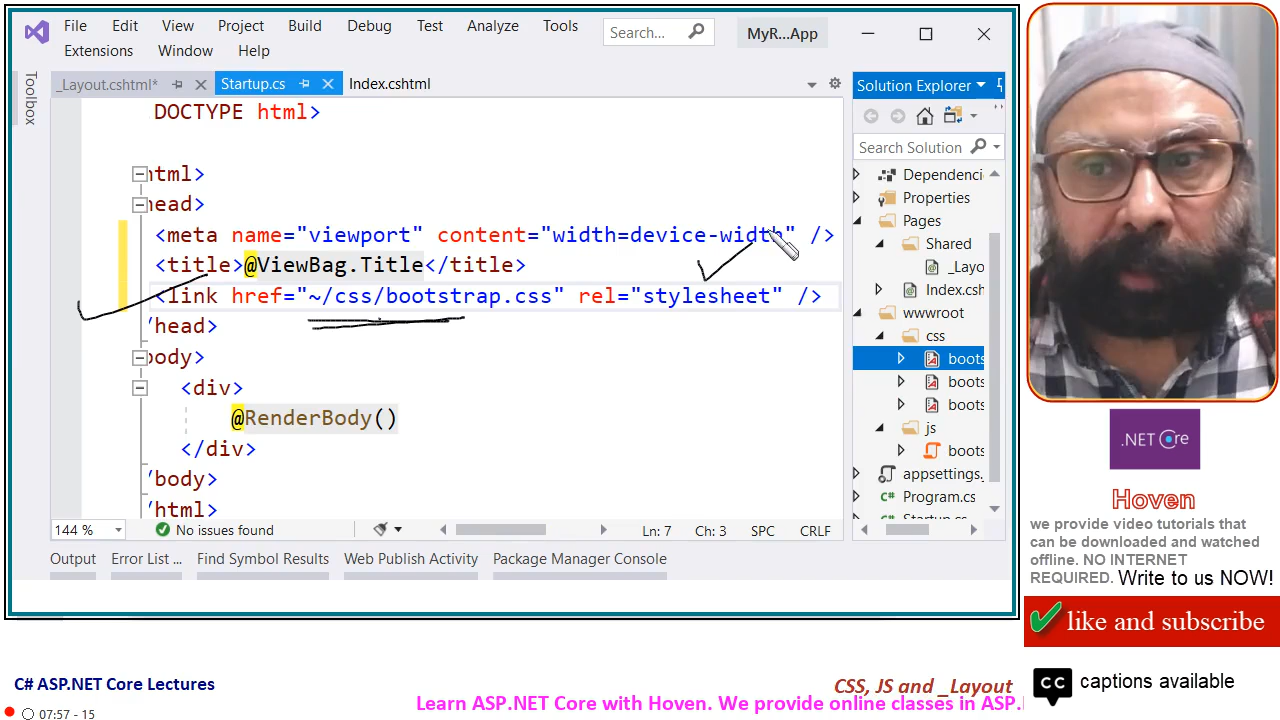 File Edit View Project Build Debug Test Analyze Tools Search... MyR...App
Extensions Window Help
Toolbox
_Layout.cshtml* Startup.cs Index.cshtml
DOCTYPE html>
html>
head>
<meta name="viewport" content="width=device-width" />
<title>@ViewBag.Title</title>
<link href="~/css/bootstrap.css" rel="stylesheet" />
/head>
body>
<div>
@RenderBody()
</div>
/body>
/html>
144 % No issues found Ln: 7 Ch: 3 SPC CRLF
Output Error List ... Find Symbol Results Web Publish Activity Package Manager Console
Solution Explorer
Search Solution
Dependenci
Properties
Pages
Shared
_Layo
Index.csh
wwwroot
css
boots
boots
boots
js
boots
appsettings.
Program.cs
Startup.cs
.NET Core
Hoven
we provide video tutorials that
can be downloaded and watched
offline. NO INTERNET
REQUIRED. Write to us NOW!
like and subscribe
C# ASP.NET Core Lectures
CSS, JS and _Layout
CC captions available
Learn ASP.NET Core with Hoven. We provide online classes in ASP.
07:57 - 15